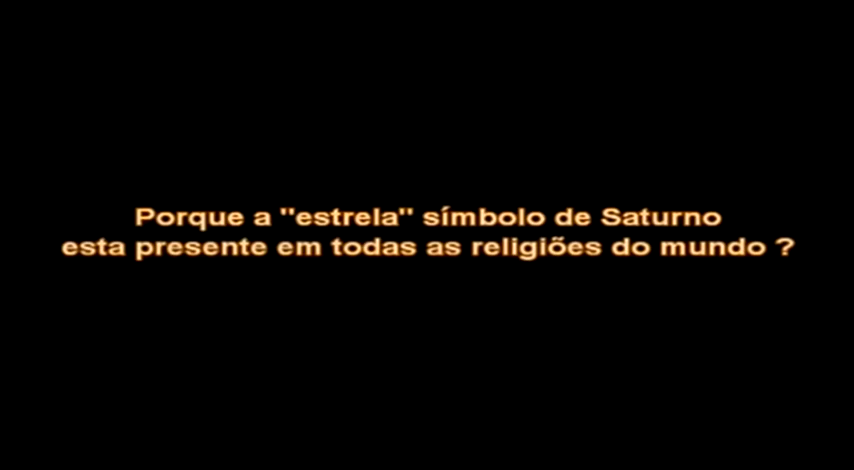 Porque a "estrela" símbolo de Saturno
esta presente em todas as religiões do mundo ?